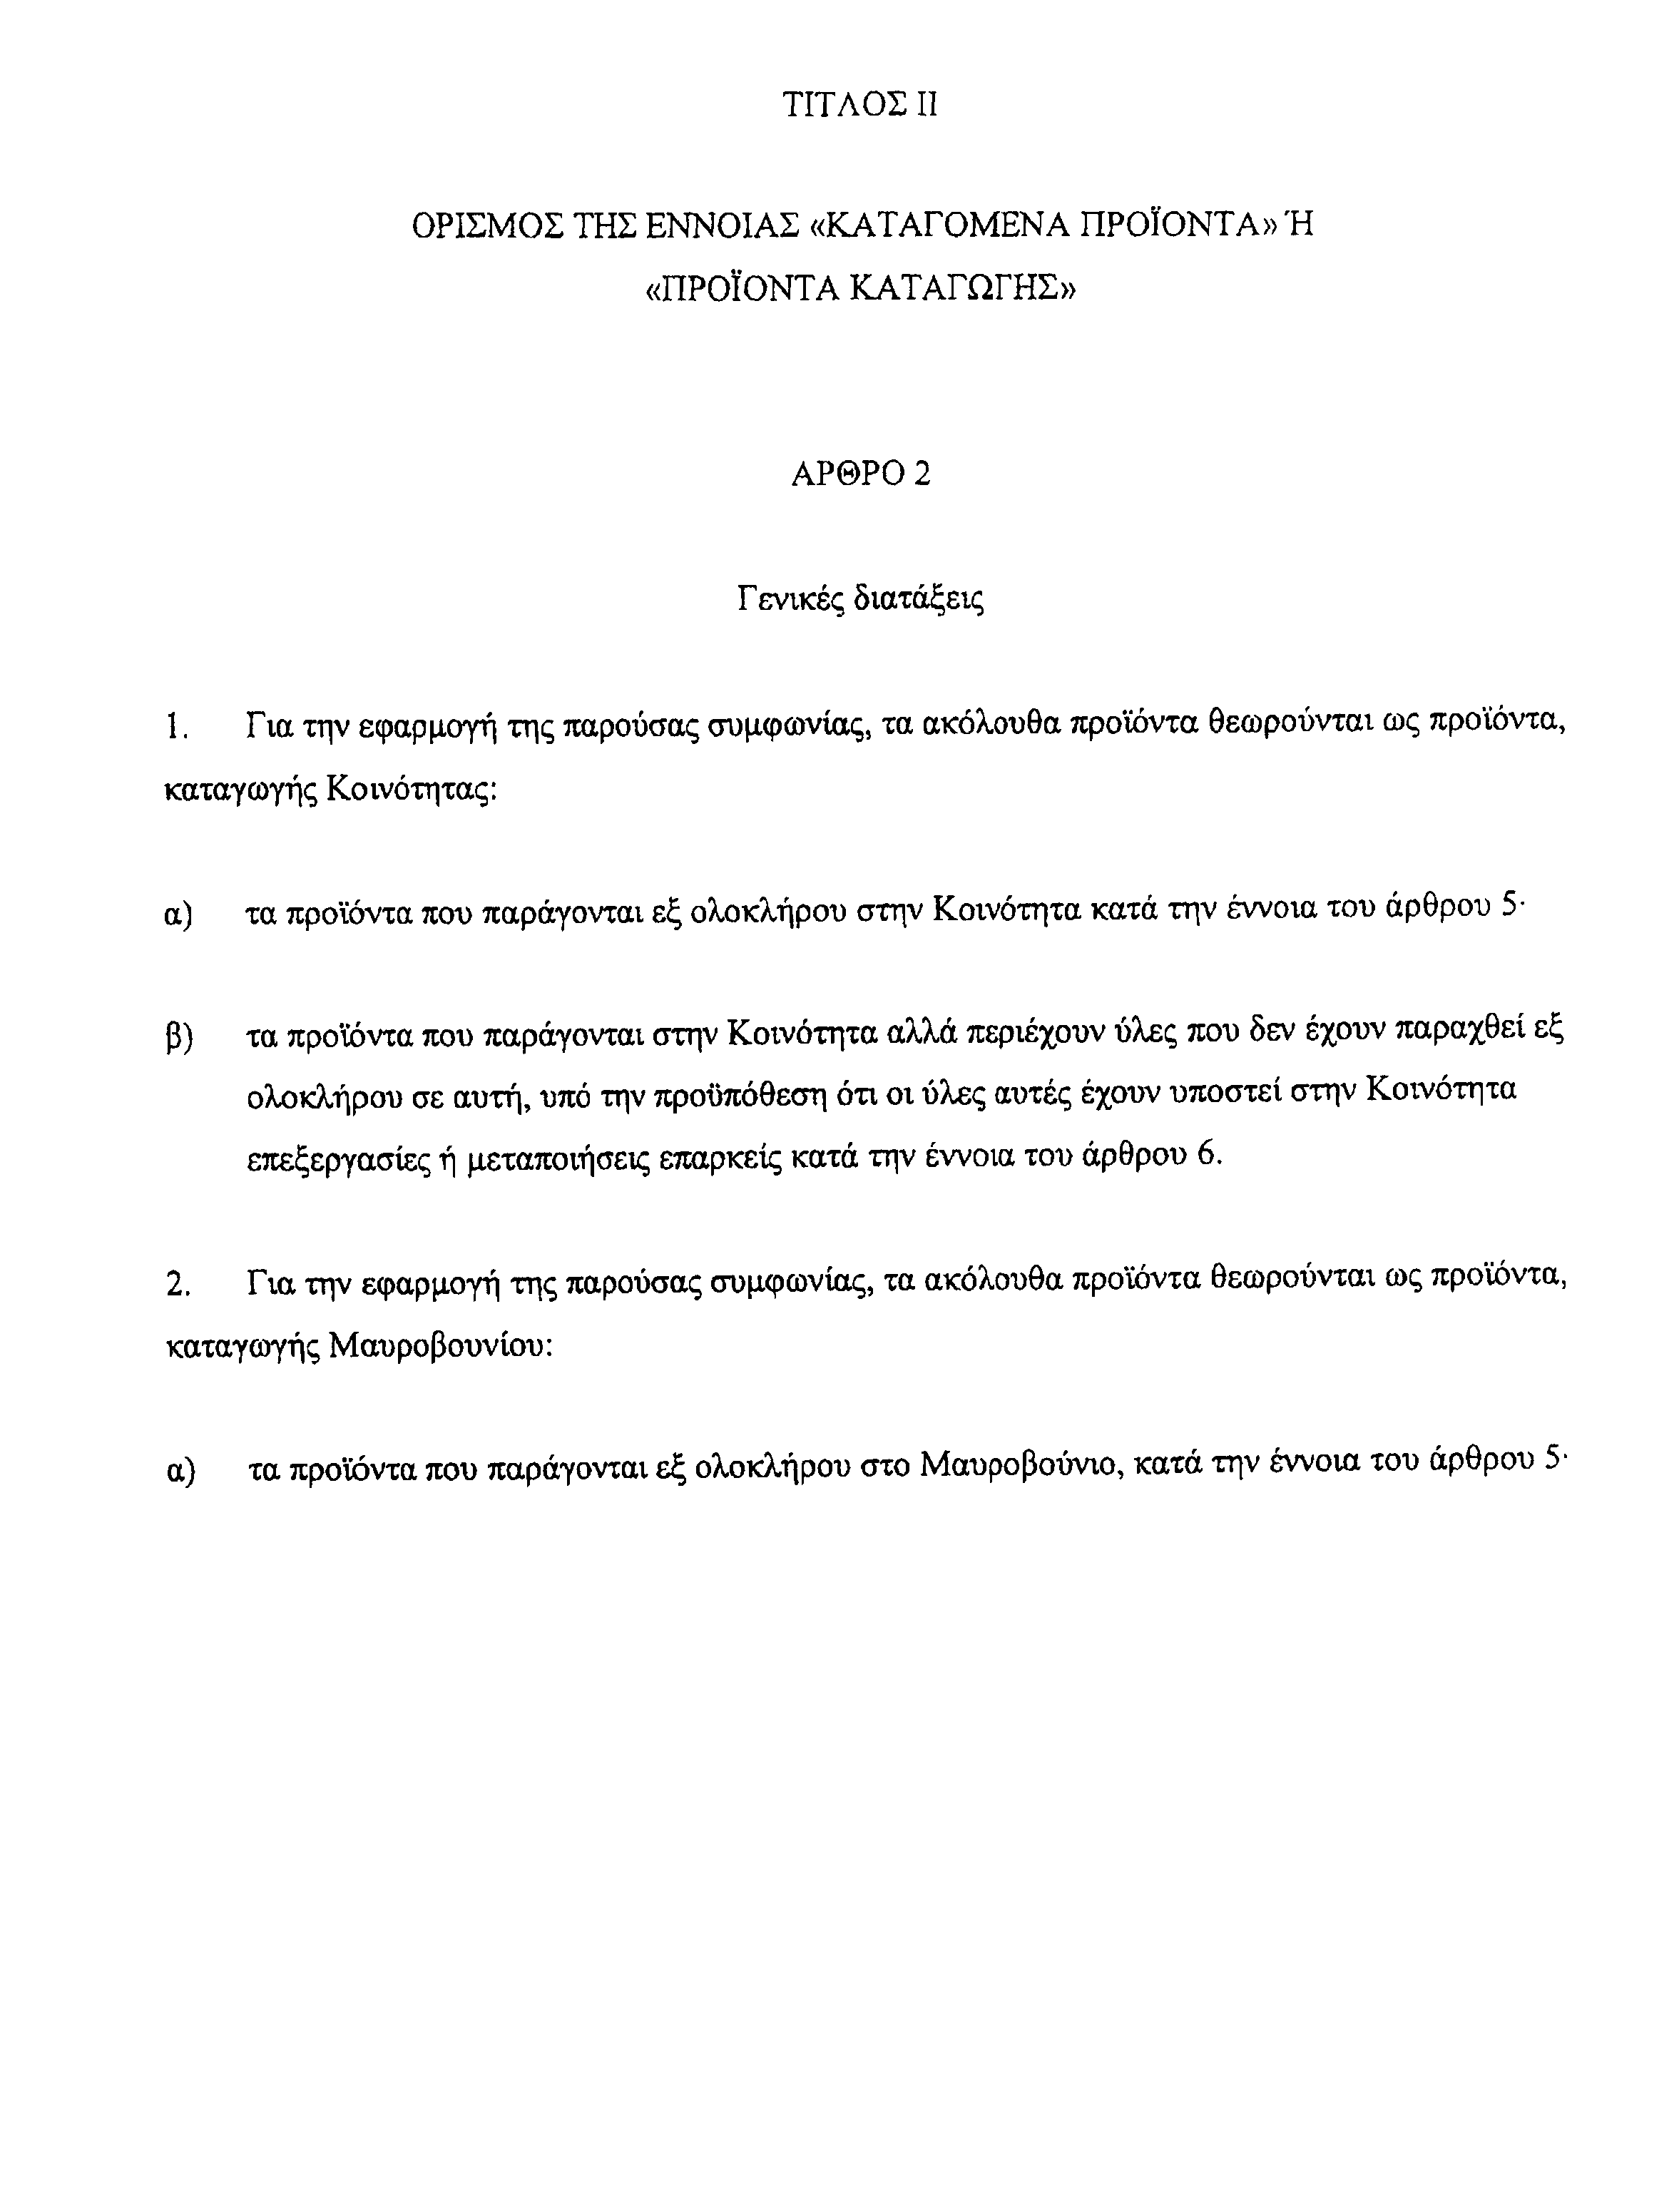 ΤΙΤΛΟΣ ΙΙ
ΟΡΙΣΜΟΣ ΤΗΣ ΕΝΝΟΙΑΣ «ΚΑΤΑΓΟΜΕΝΑ ΠΡΟΪΟΝΤΑ» Ή
«ΠΡΟΪΟΝΤΑ ΚΑΤΑΓΩΓΗΣ»
ΑΡΘΡΟ 2
Γενικές διατάξεις
1. Για την εφαρμογή της παρούσας συμφωνίας, τα ακόλουθα προϊόντα θεωρούνται ως προϊόντα,
καταγωγής Κοινότητας:
α) τα προϊόντα που παράγονται εξ ολοκλήρου στην Κοινότητα κατά την έννοια του άρθρου 5·
β) τα προϊόντα που παράγονται στην Κοινότητα αλλά περιέχουν ύλες που δεν έχουν παραχθεί εξ
ολοκλήρου σε αυτή, υπό την προϋπόθεση ότι οι ύλες αυτές έχουν υποστεί στην Κοινότητα
επεξεργασίες ή μεταποιήσεις επαρκείς κατά την έννοια του άρθρου 6.
2. Για την εφαρμογή της παρούσας συμφωνίας, τα ακόλουθα προϊόντα θεωρούνται ως προϊόντα,
καταγωγής Μαυροβουνίου:
α) τα προϊόντα που παράγονται εξ ολοκλήρου στο Μαυροβούνιο, κατά την έννοια του άρθρου 5·